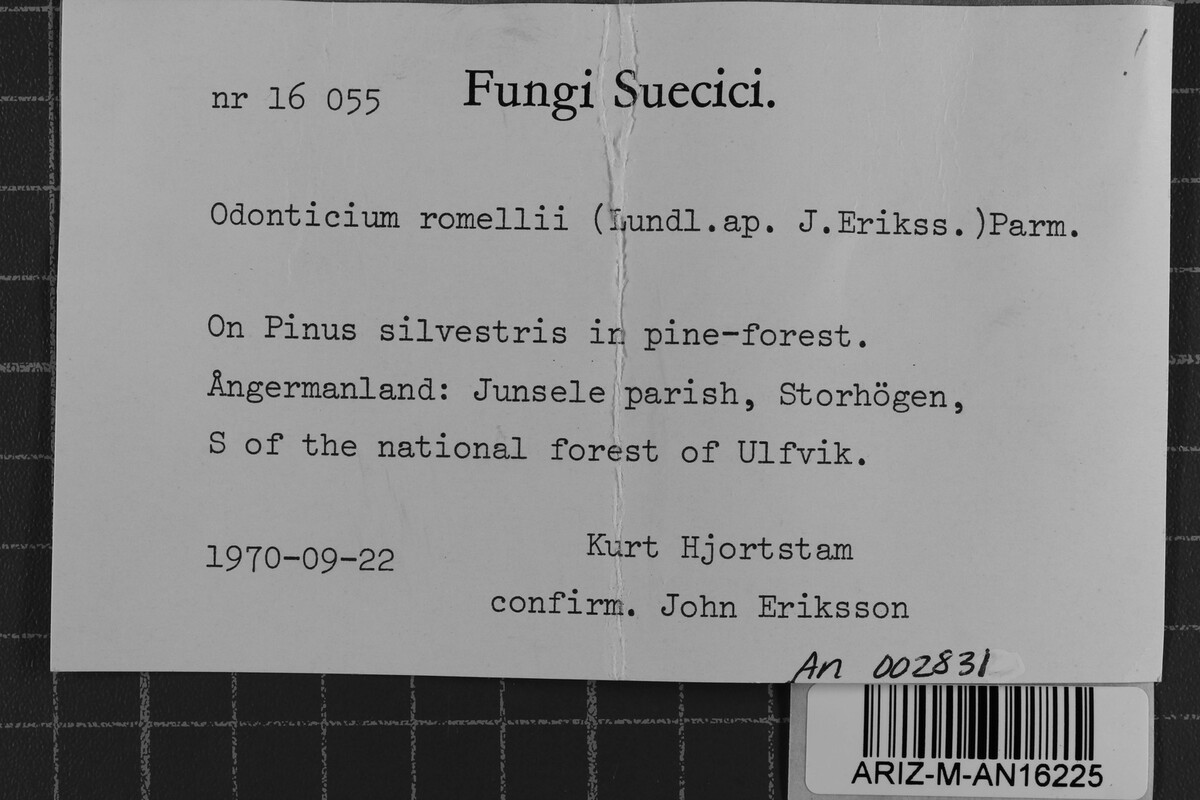 nr 16 055 Fungi Suecici.
Odonticium romellii (Lundl.ap. J.Erikss.)Parm.
On Pinus silvestris in pine-forest.
Ångermanland: Junsele parish, Storhögen,
S of the national forest of Ulfvik.
1970-09-22 Kurt Hjortstam
confirm. John Eriksson
An 002831
ARIZ-M-AN16225